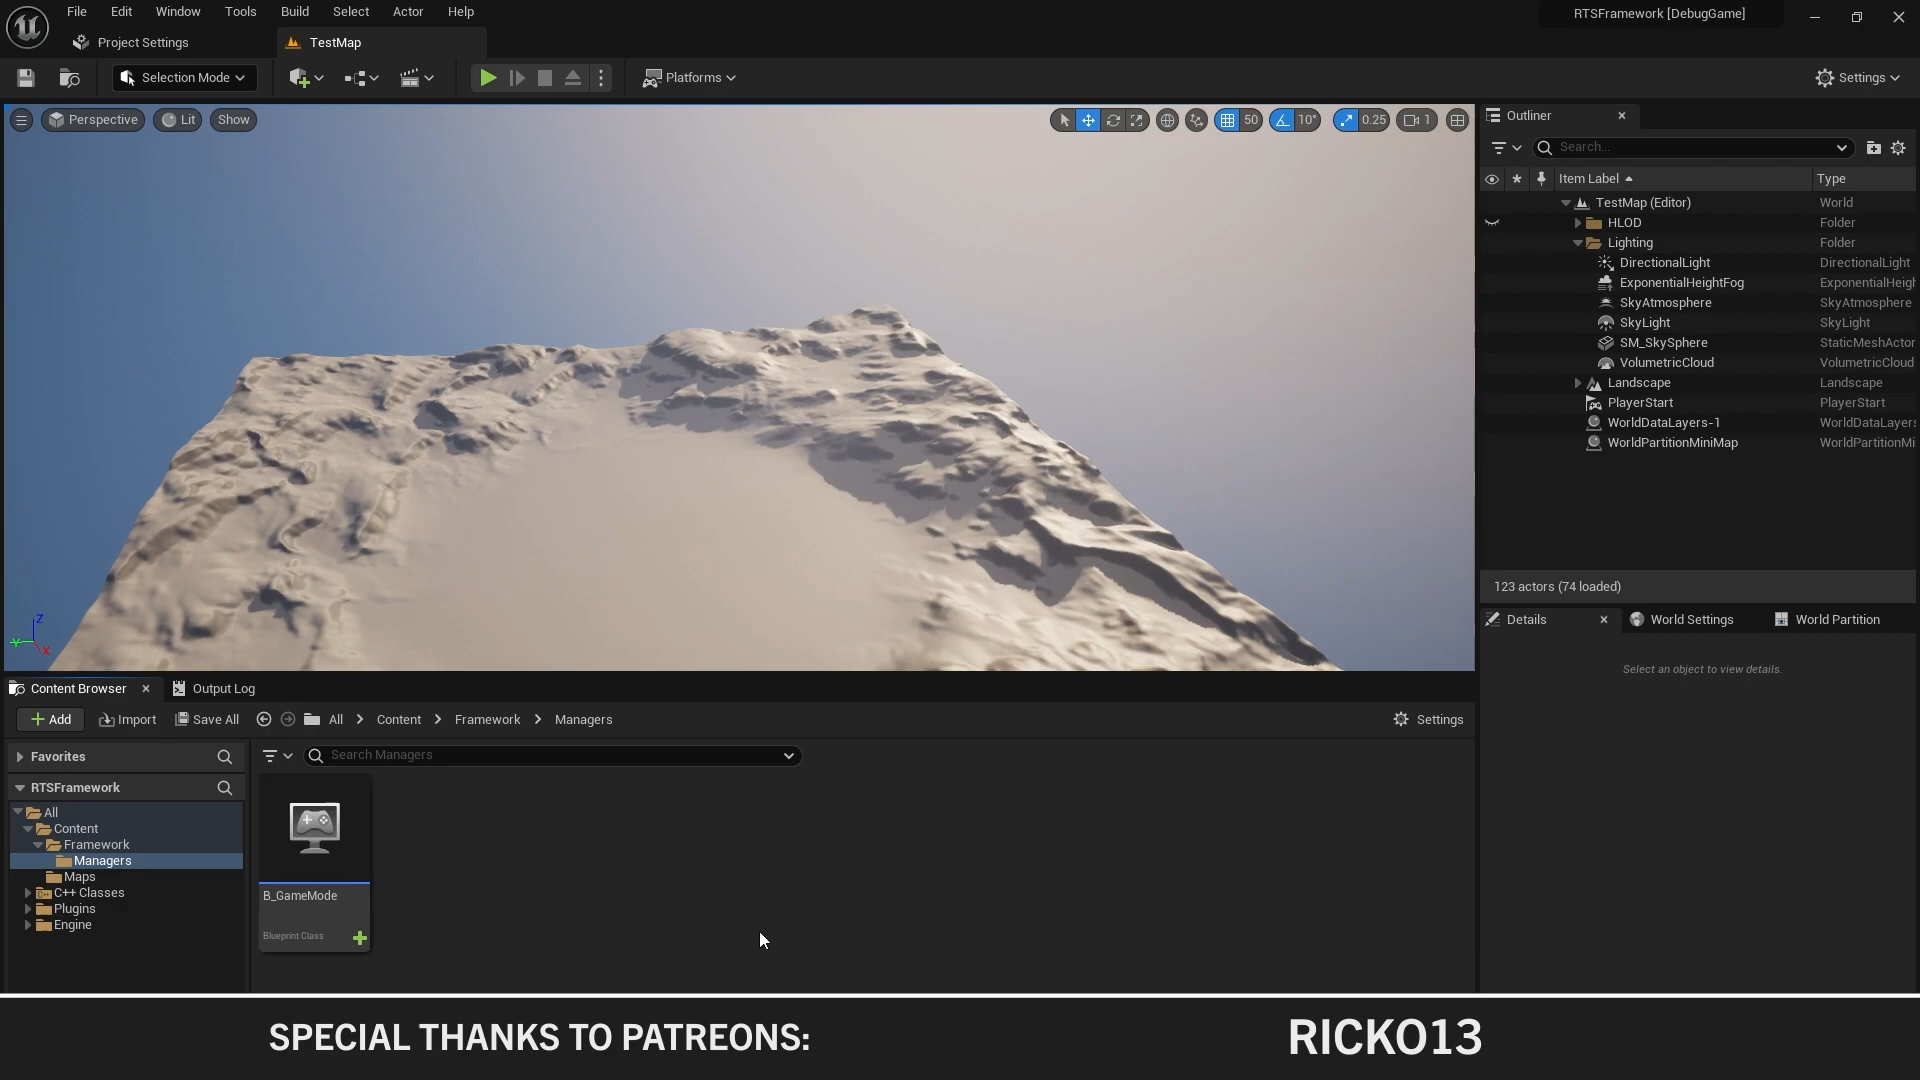 File Edit Window Tools Build Select Actor Help
RTSFramework [DebugGame]
Project Settings
TestMap
Selection Mode
Platforms
Settings
Perspective
Lit
Show
50
10°
0.25
1
Outliner
Search...
Item Label
Type
TestMap (Editor) World
HLOD Folder
Lighting Folder
DirectionalLight DirectionalLight
ExponentialHeightFog ExponentialHeigh
SkyAtmosphere SkyAtmosphere
SkyLight SkyLight
SM_SkySphere StaticMeshActor
VolumetricCloud VolumetricCloud
Landscape Landscape
PlayerStart PlayerStart
WorldDataLayers-1 WorldDataLayers
WorldPartitionMiniMap WorldPartitionMi
123 actors (74 loaded)
Details
World Settings
World Partition
Select an object to view details.
Z
Y
X
Content Browser
Output Log
Add
Import
Save All
All > Content > Framework > Managers
Settings
Favorites
Search Managers
RTSFramework
All
Content
Framework
Managers
Maps
C++ Classes
Plugins
Engine
B_GameMode
Blueprint Class
SPECIAL THANKS TO PATREONS:
RICKO13